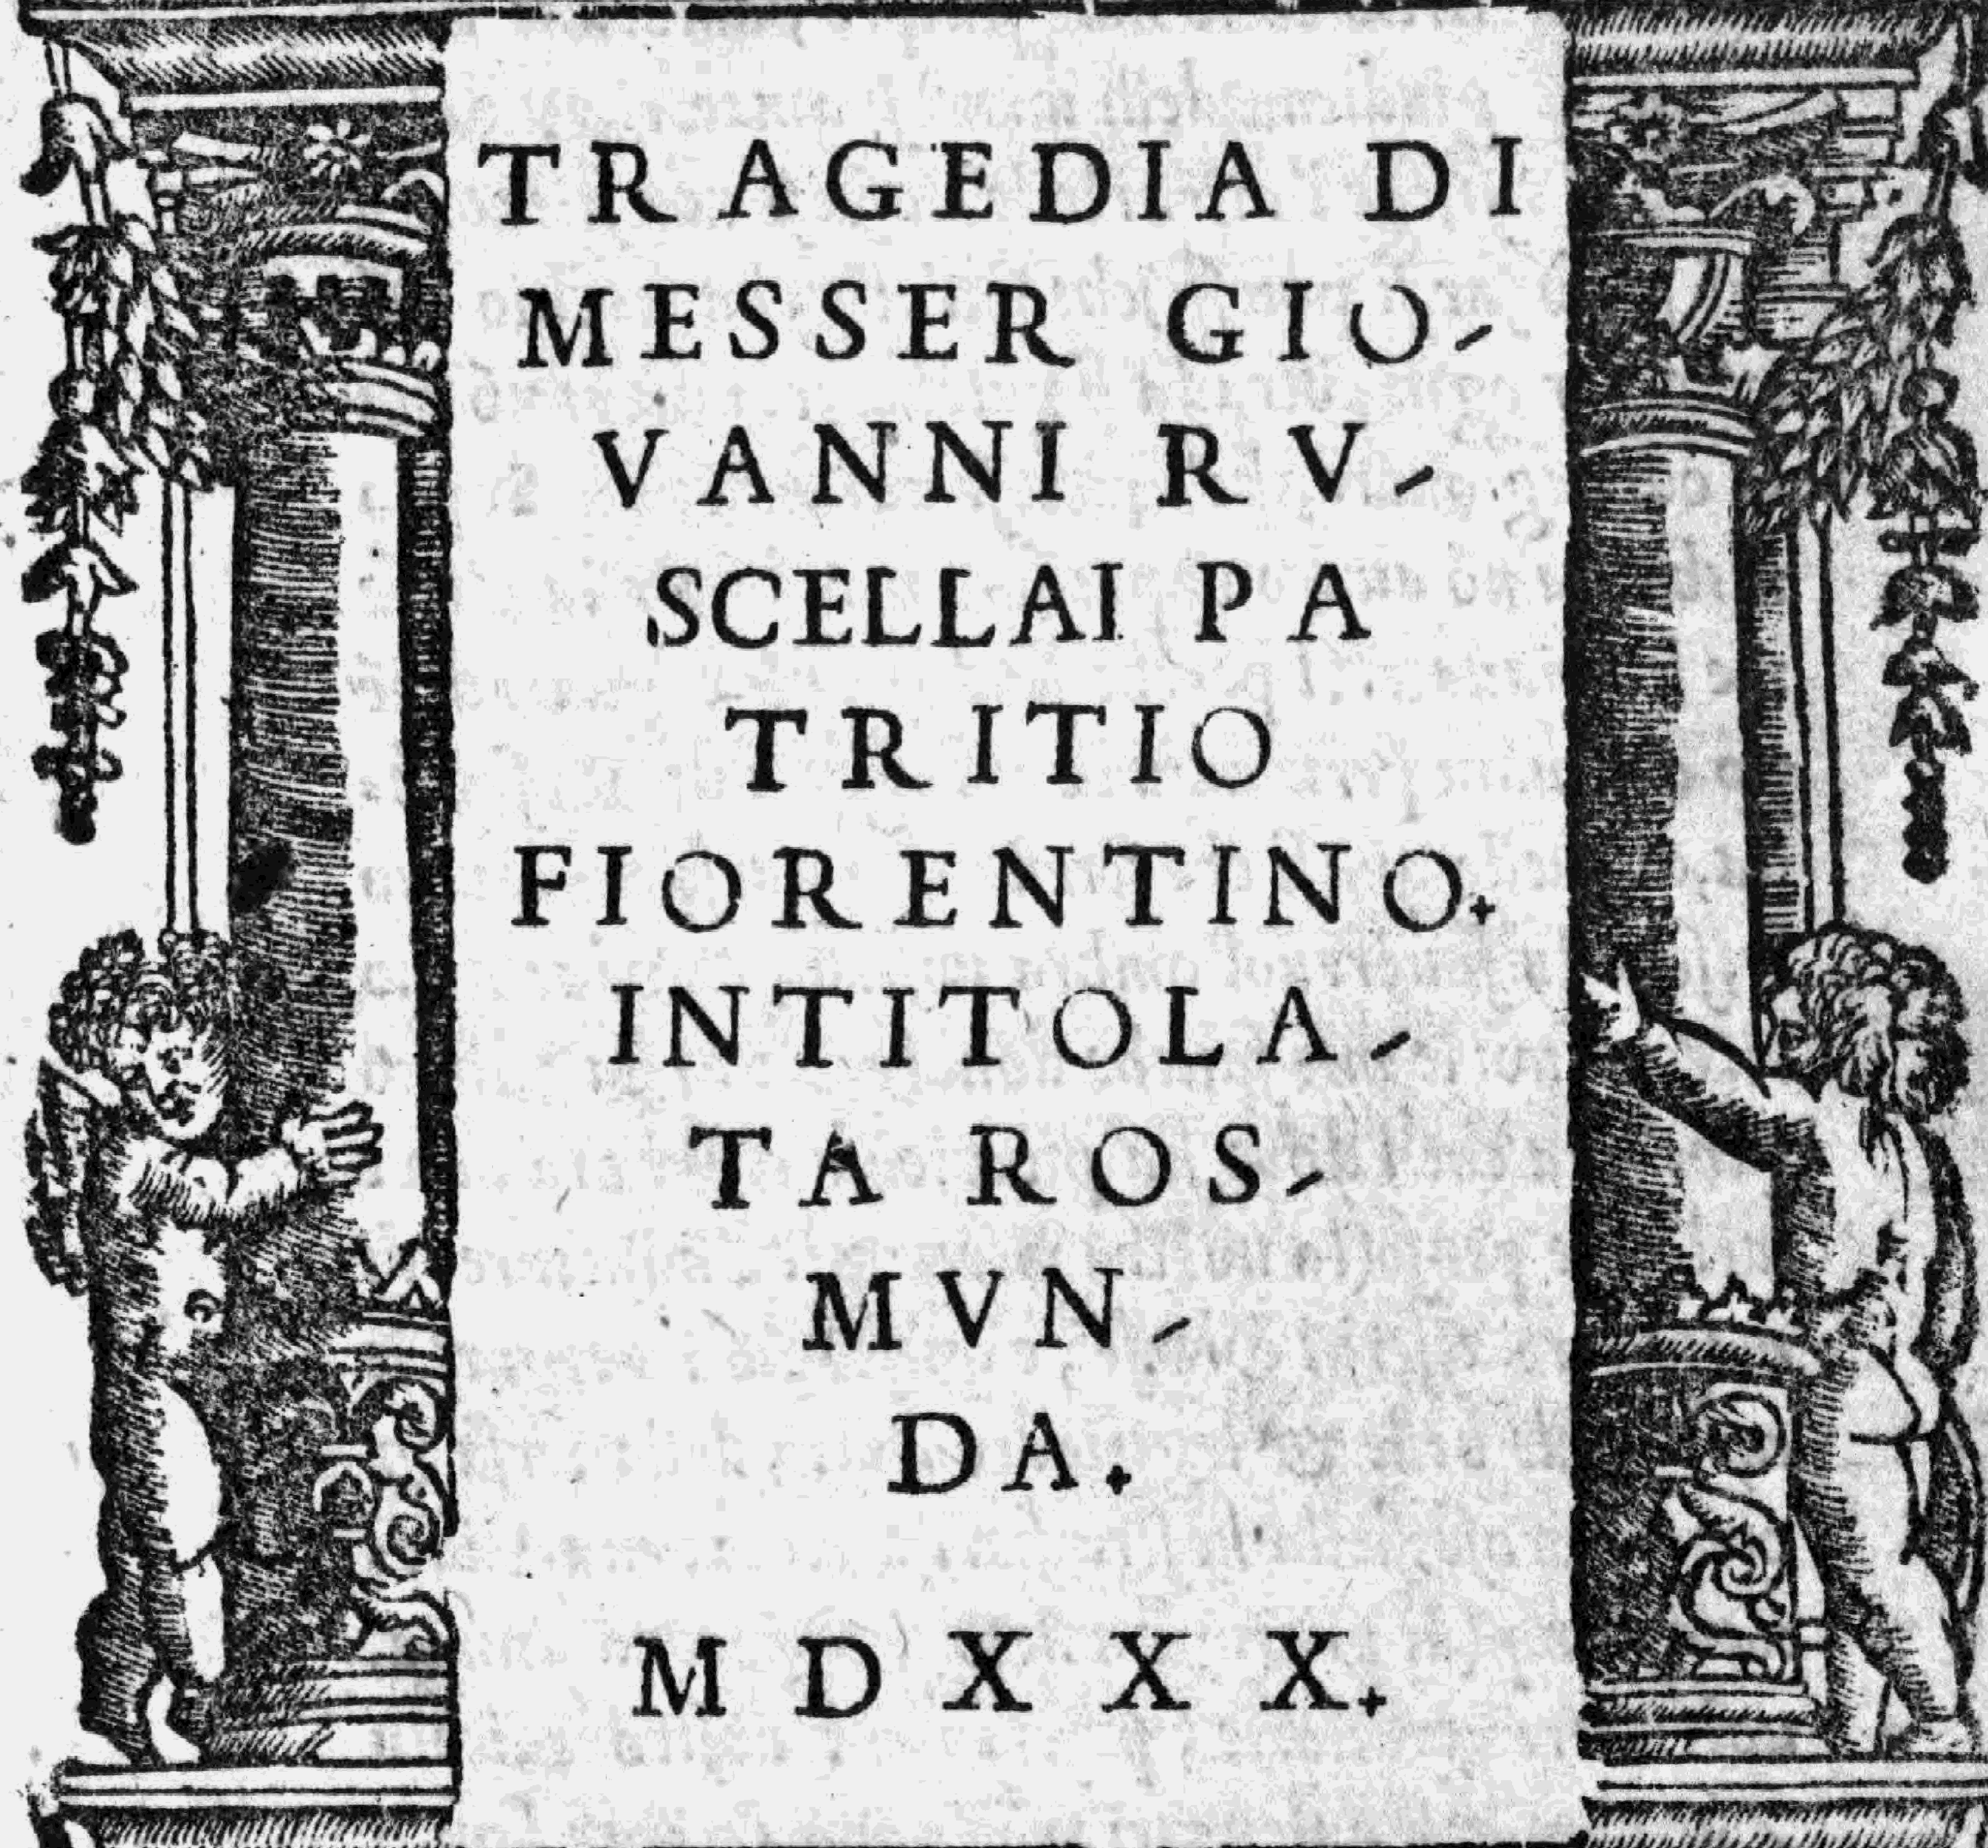 TRAGEDIA DI
MESSER GIO-
VANNI RV-
SCELLAI PA
TRITIO
FIORENTINO.
INTITOLA-
TA ROS-
MVN-
DA.
MDXXX.